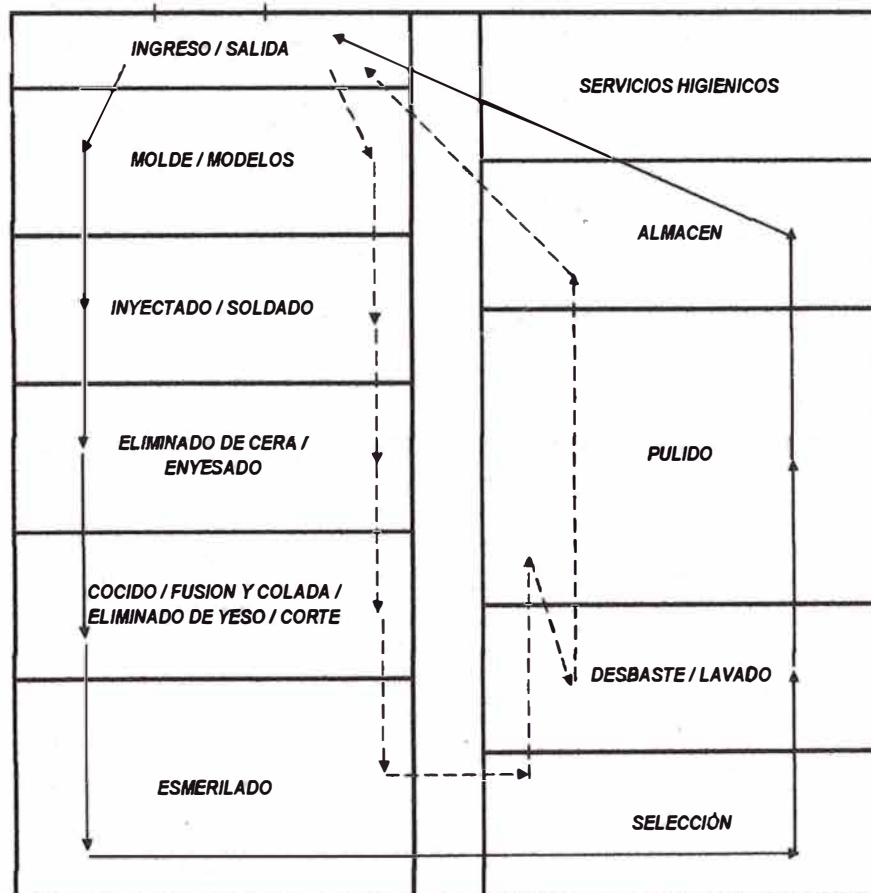 INGRESO / SALIDA
MOLDE / MODELOS
INYECTADO / SOLDADO
ELIMINADO DE CERA /
ENYESADO
COCIDO / FUSION Y COLADA /
ELIMINADO DE YESO / CORTE
ESMERILADO
SERVICIOS HIGIENICOS
ALMACEN
PULIDO
DESBASTE / LAVADO
SELECCIÓN